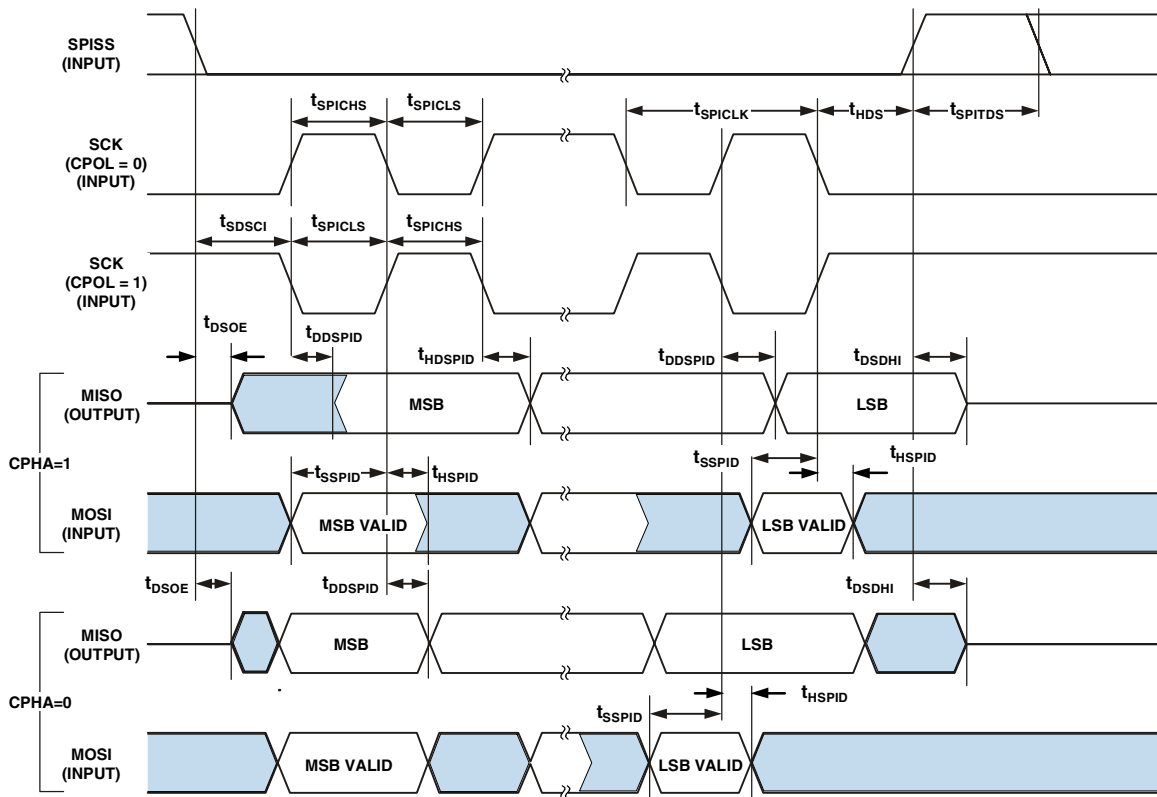 SPISS
(INPUT)
tSPICHS tSPICLS tSPICLK tHDS tSPITDS
SCK
(CPOL = 0)
(INPUT)
tSDSCI tSPICLS tSPICHS
SCK
(CPOL = 1)
(INPUT)
tDSOE tDDSPID tHDSPID tDDSPID tDSDHI
MISO
(OUTPUT)
MSB LSB
CPHA=1
tSSPID tHSPID tSSPID tHSPID
MOSI
(INPUT)
MSB VALID LSB VALID
tDSOE tDDSPID tDSDHI
MISO
(OUTPUT)
MSB LSB
CPHA=0
tSSPID tHSPID
MOSI
(INPUT)
MSB VALID LSB VALID